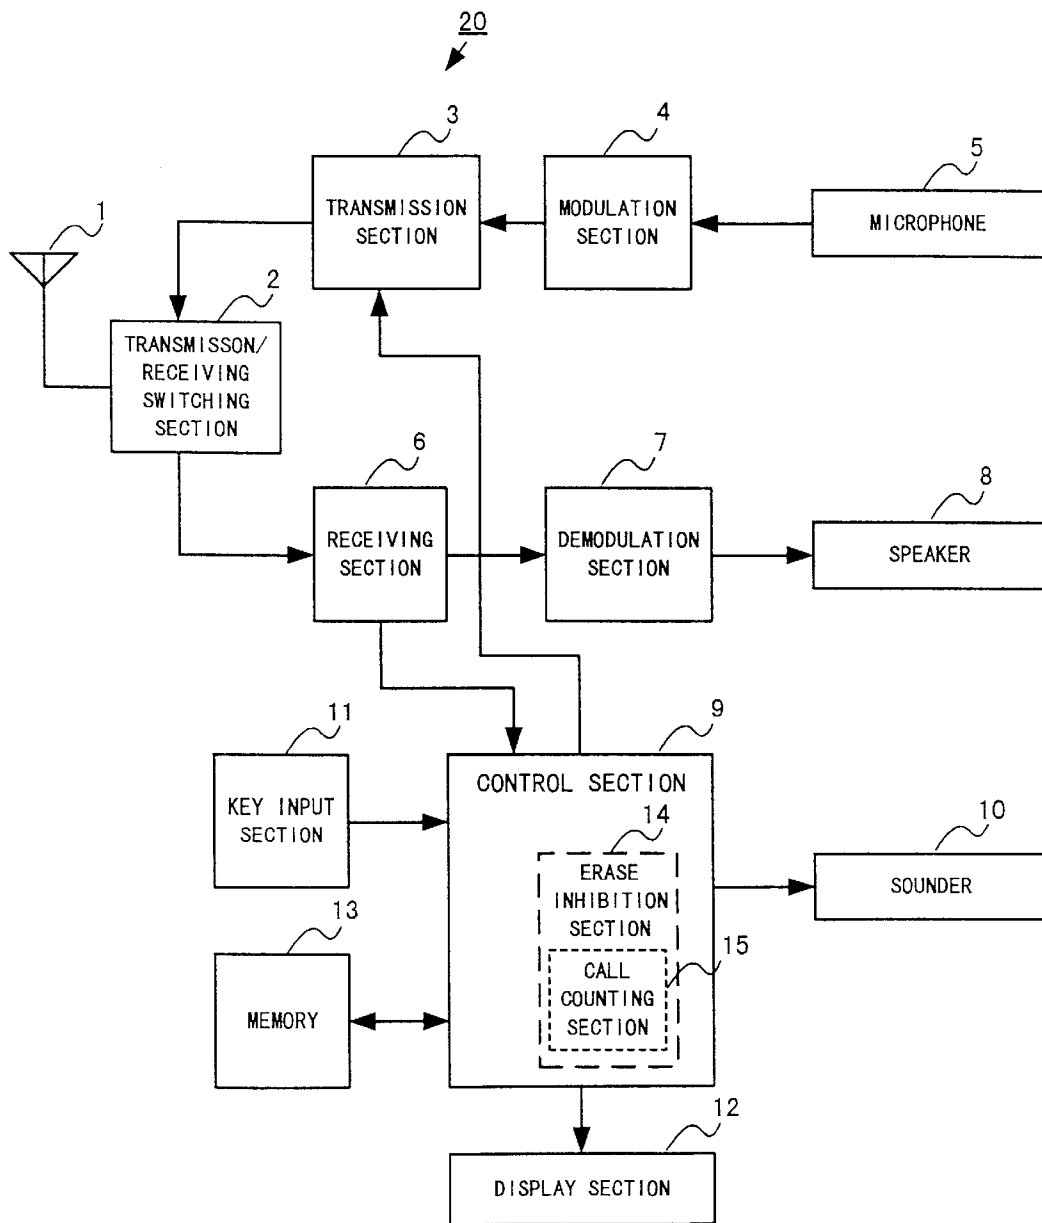 20
3
4
5
TRANSMISSION
SECTION
MODULATION
SECTION
MICROPHONE
1
2
TRANSMISSON/
RECEIVING
SWITCHING
SECTION
6
7
8
RECEIVING
SECTION
DEMODULATION
SECTION
SPEAKER
11
9
KEY INPUT
SECTION
CONTROL SECTION
14
10
ERASE
INHIBITION
SECTION
SOUNDER
13
15
CALL
COUNTING
SECTION
MEMORY
12
DISPLAY SECTION